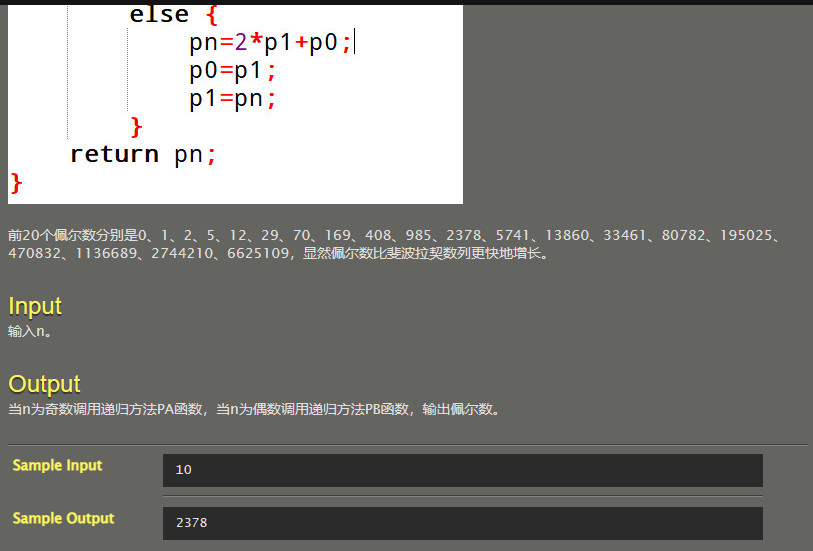 else {
pn=2*p1+p0;
p0=p1;
p1=pn;
}
return pn;
}
前20个佩尔数分别是0、1、2、5、12、29、70、169、408、985、2378、5741、13860、33461、80782、195025、
470832、1136689、2744210、6625109，显然佩尔数比斐波拉契数列更快地增长。
Input
输入n。
Output
当n为奇数调用递归方法PA函数，当n为偶数调用递归方法PB函数，输出佩尔数。
Sample Input
10
Sample Output
2378